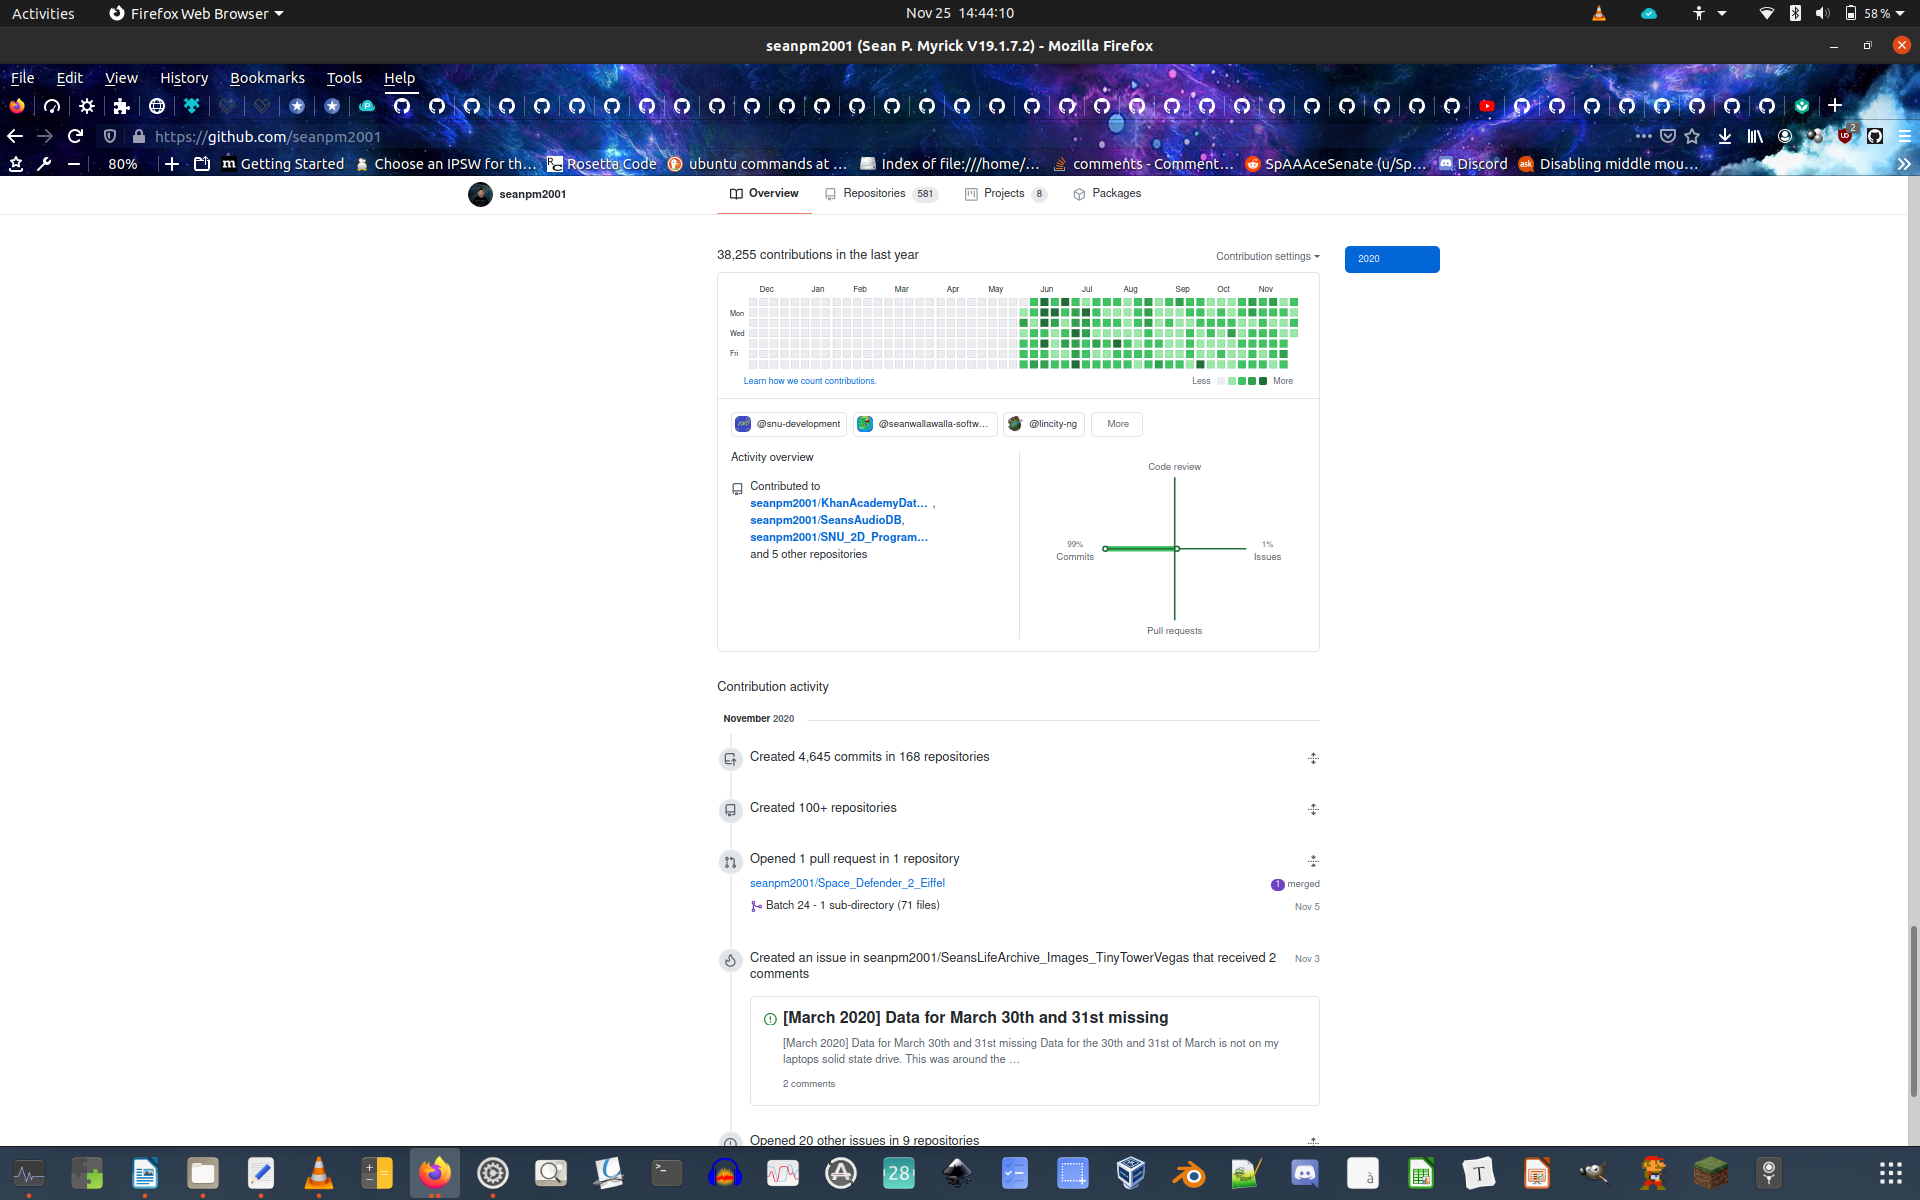 Activities
Firefox Web Browser
Nov 25 14:44:10
58 %
seanpm2001 (Sean P. Myrick V19.1.7.2) - Mozilla Firefox
File Edit View History Bookmarks Tools Help
https://github.com/seanpm2001
2
80%
Getting Started
Choose an IPSW for th…
Rosetta Code
ubuntu commands at …
Index of file:///home/…
comments - Comment…
SpAAAceSenate (u/Sp…
Discord
Disabling middle mou…
seanpm2001
Overview
Repositories 581
Projects 8
Packages
38,255 contributions in the last year
Contribution settings
2020
Dec Jan Feb Mar Apr May Jun Jul Aug Sep Oct Nov
Mon
Wed
Fri
Learn how we count contributions.
Less More
@snu-development
@seanwallawalla-softw…
@lincity-ng
More
Activity overview
Contributed to
seanpm2001/KhanAcademyDat… ,
seanpm2001/SeansAudioDB,
seanpm2001/SNU_2D_Program…
and 5 other repositories
Code review
99%
Commits
1%
Issues
Pull requests
Contribution activity
November 2020
Created 4,645 commits in 168 repositories
Created 100+ repositories
Opened 1 pull request in 1 repository
seanpm2001/Space_Defender_2_Eiffel
1 merged
Batch 24 - 1 sub-directory (71 files)
Nov 5
Created an issue in seanpm2001/SeansLifeArchive_Images_TinyTowerVegas that received 2
comments
Nov 3
[March 2020] Data for March 30th and 31st missing
[March 2020] Data for March 30th and 31st missing Data for the 30th and 31st of March is not on my
laptops solid state drive. This was around the …
2 comments
Opened 20 other issues in 9 repositories
28